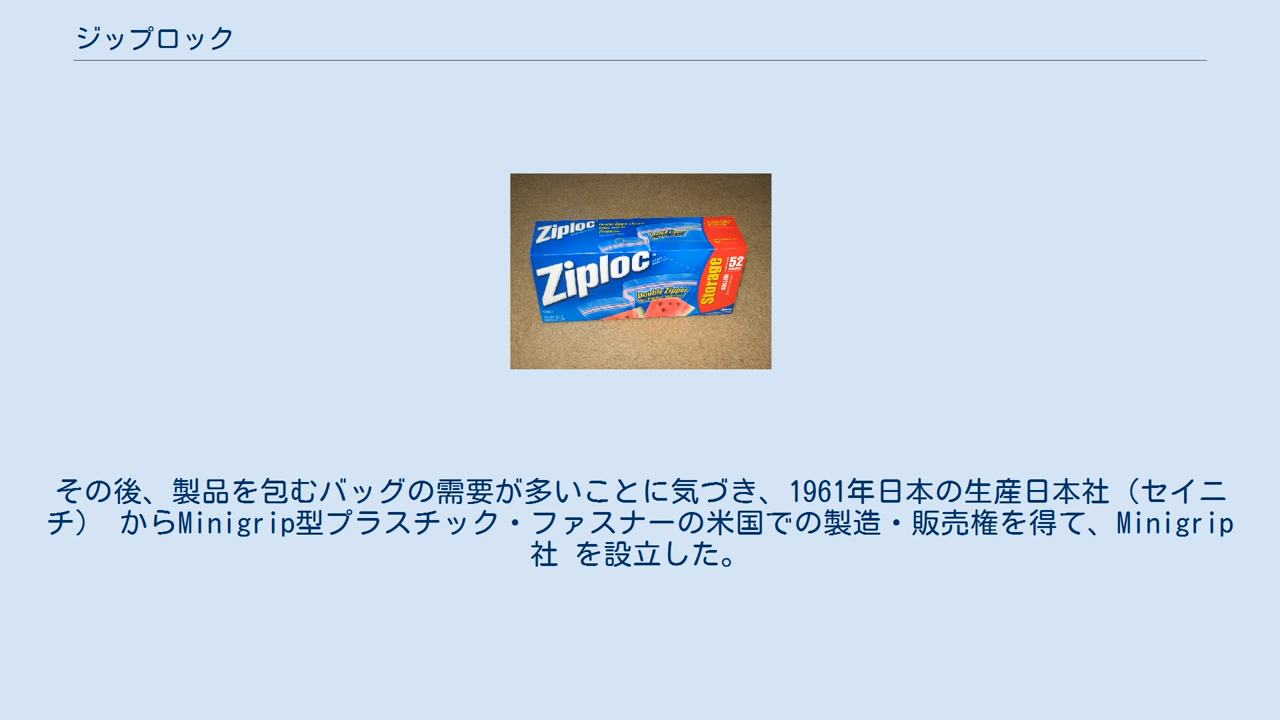 ジップロック
Ziploc
Ziploc
Double Zipper
Storage
52
その後、製品を包むバッグの需要が多いことに気づき、1961年日本の生産日本社（セイニ
チ） からMinigrip型プラスチック・ファスナーの米国での製造・販売権を得て、Minigrip
社 を設立した。